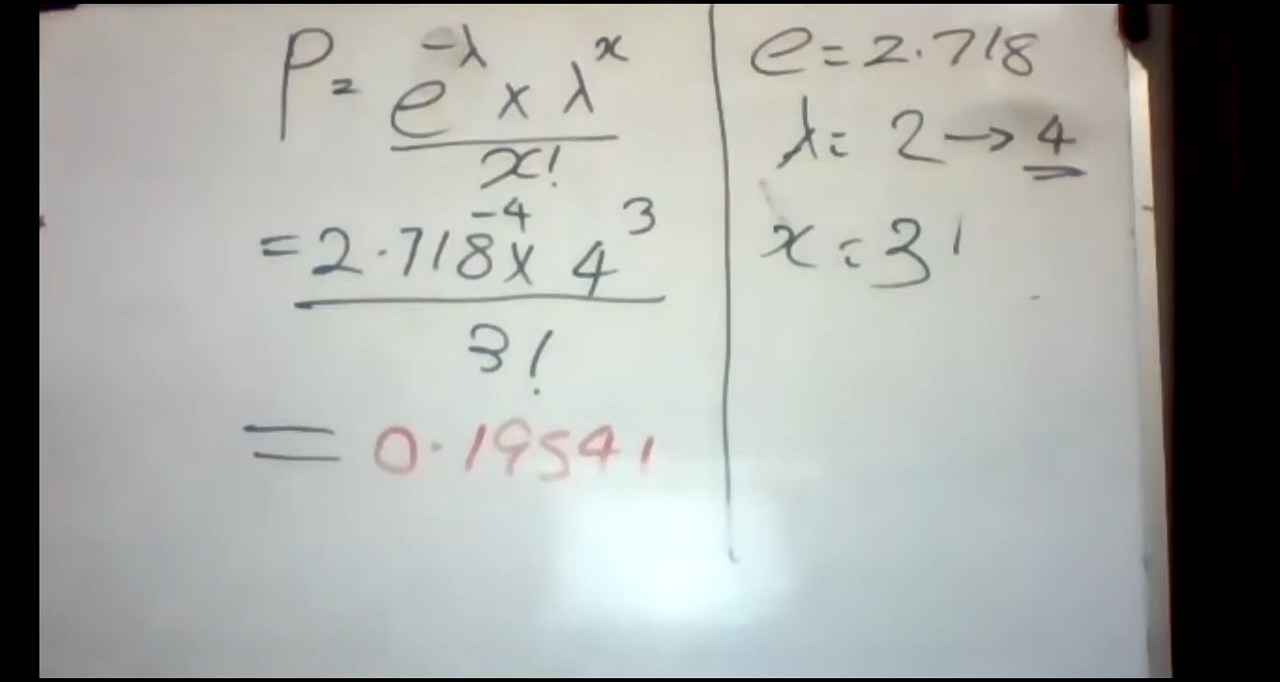 P = e^-λ x λ^x
x!
= 2.718^-4 x 4^3
3!
= 0.19541
e = 2.718
λ = 2 → 4
x = 3